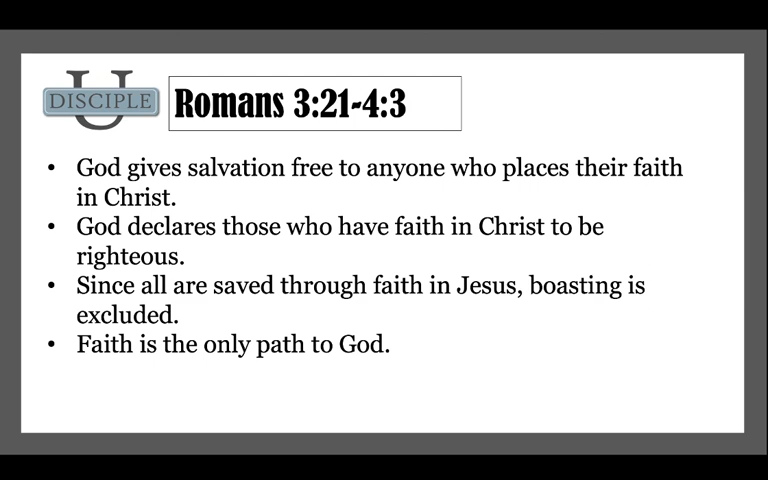 U
DISCIPLE
Romans 3:21-4:3
• God gives salvation free to anyone who places their faith
in Christ.
• God declares those who have faith in Christ to be
righteous.
• Since all are saved through faith in Jesus, boasting is
excluded.
• Faith is the only path to God.